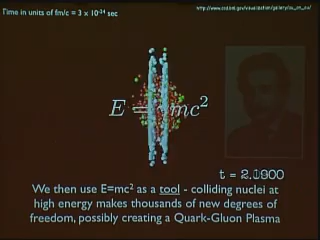 Time in units of fm/c = 3 x 10⁻²⁴ sec
E = mc²
t = 2.1900
We then use E=mc² as a tool - colliding nuclei at
high energy makes thousands of new degrees of
freedom, possibly creating a Quark-Gluon Plasma